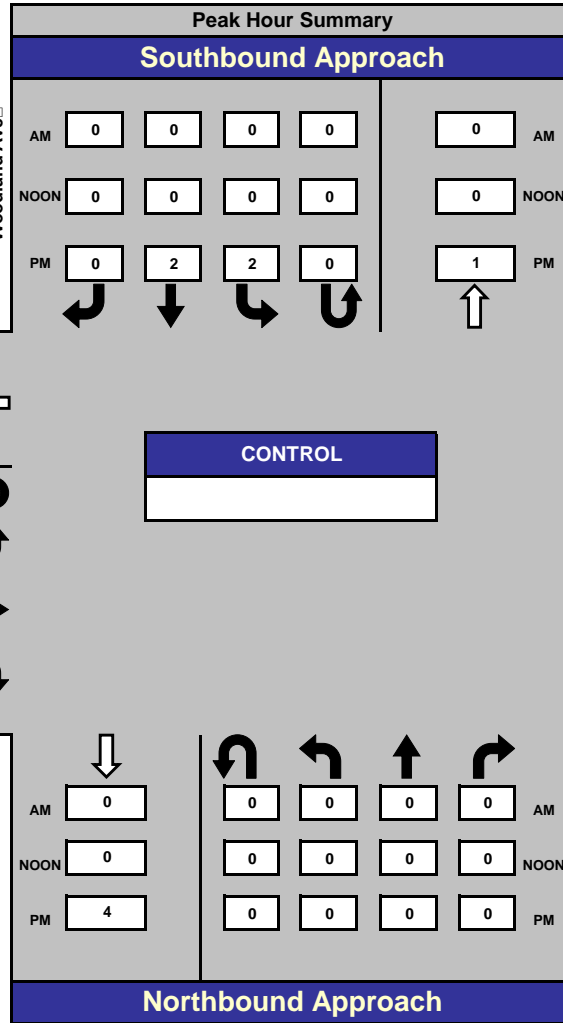 Peak Hour Summary
Southbound Approach
AM 0 0 0 0 0 AM
NOON 0 0 0 0 0 NOON
PM 0 2 2 0 1 PM
CONTROL
AM 0 0 0 0 0 AM
NOON 0 0 0 0 0 NOON
PM 4 0 0 0 0 PM
Northbound Approach